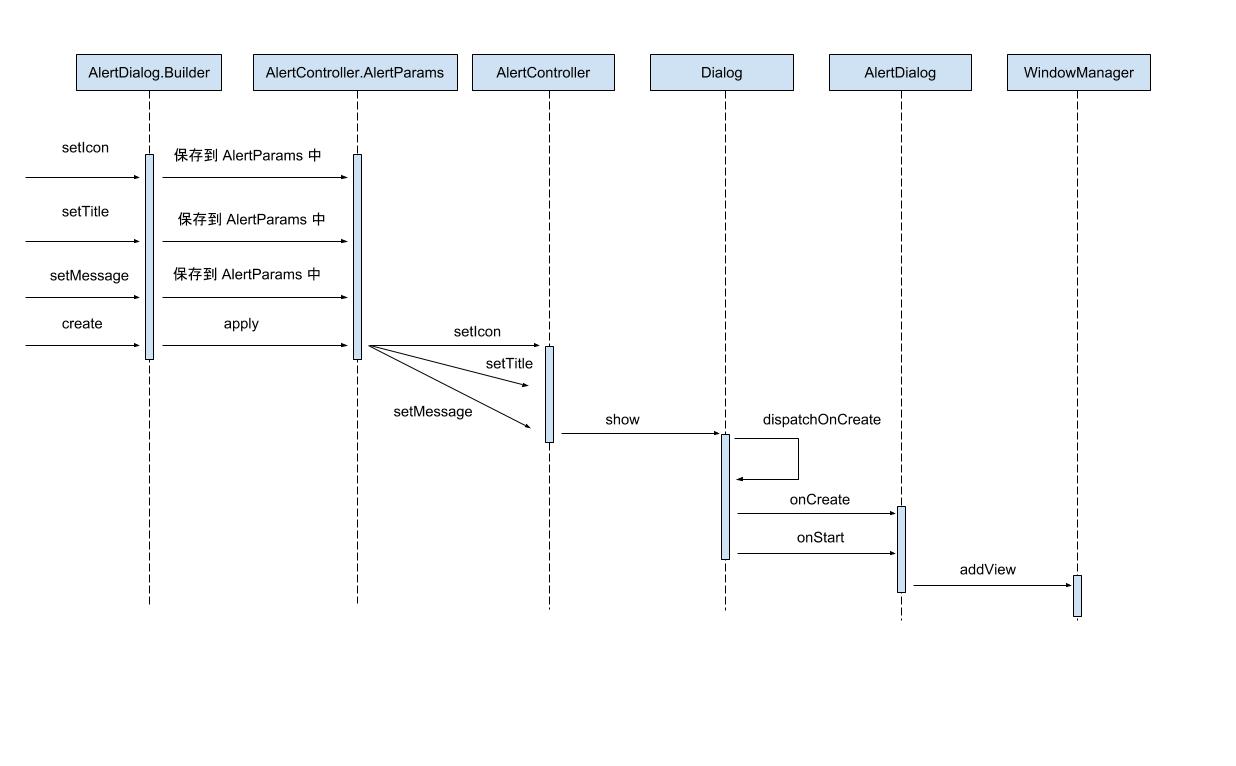 AlertDialog.Builder
AlertController.AlertParams
AlertController
Dialog
AlertDialog
WindowManager
setIcon
保存到 AlertParams 中
setTitle
保存到 AlertParams 中
setMessage
保存到 AlertParams 中
create
apply
setIcon
setTitle
setMessage
show
dispatchOnCreate
onCreate
onStart
addView